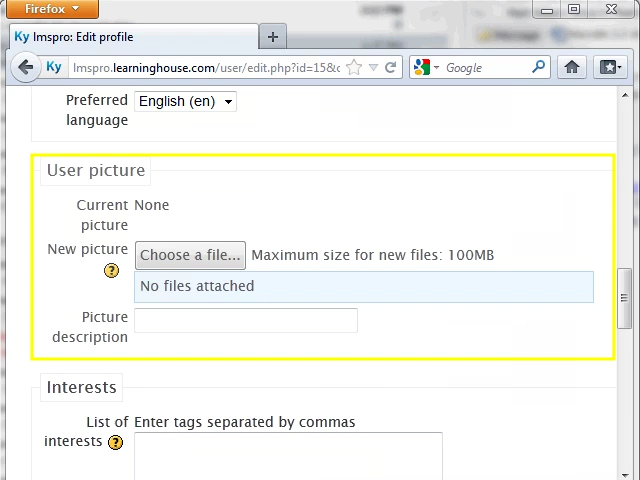 Firefox
Ky Imspro: Edit profile
Ky lmspro.learninghouse.com/user/edit.php?id=15&c
Google
Preferred language
English (en)
User picture
Current picture
None
New picture
Choose a file...
Maximum size for new files: 100MB
No files attached
Picture description
Interests
List of interests
Enter tags separated by commas